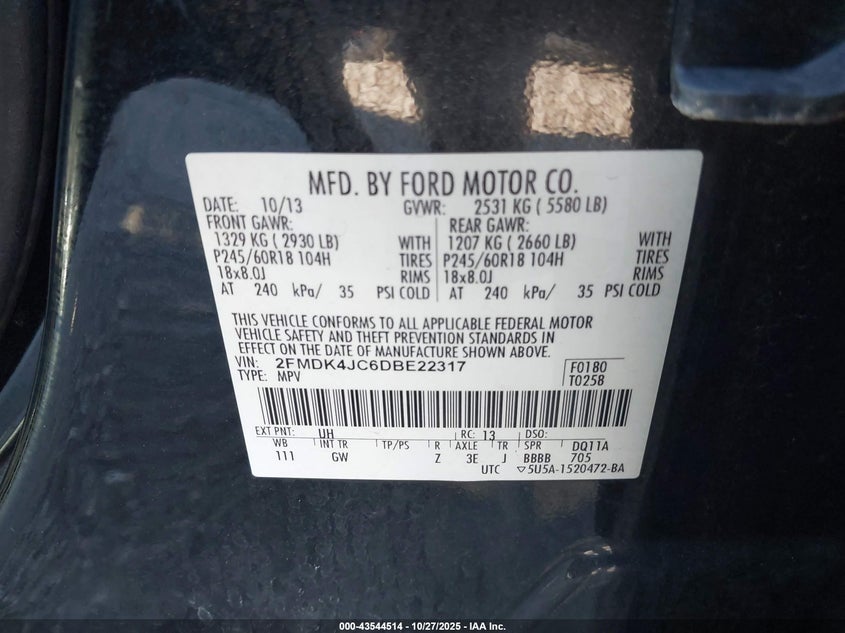 MFD. BY FORD MOTOR CO.
DATE: 10/13 GVWR: 2531 KG ( 5580 LB)
FRONT GAWR: REAR GAWR:
1329 KG ( 2930 LB) WITH 1207 KG ( 2660 LB) WITH
P245/60R18 104H TIRES P245/60R18 104H TIRES
18x8.0J RIMS 18x8.0J RIMS
AT 240 kPa/ 35 PSI COLD AT 240 kPa/ 35 PSI COLD
THIS VEHICLE CONFORMS TO ALL APPLICABLE FEDERAL MOTOR
VEHICLE SAFETY AND THEFT PREVENTION STANDARDS IN
EFFECT ON THE DATE OF MANUFACTURE SHOWN ABOVE.
VIN: 2FMDK4JC6DBE22317 F0180
TYPE: MPV T0258
EXT PNT: UH RC: 13 DSO:
WB INT TR TP/PS R AXLE TR SPR DQ11A
111 GW Z 3E J BBBB 705
UTC ▽5U5A-1520472-BA
000-43544514 | 10/27/2025 - IAA Inc.